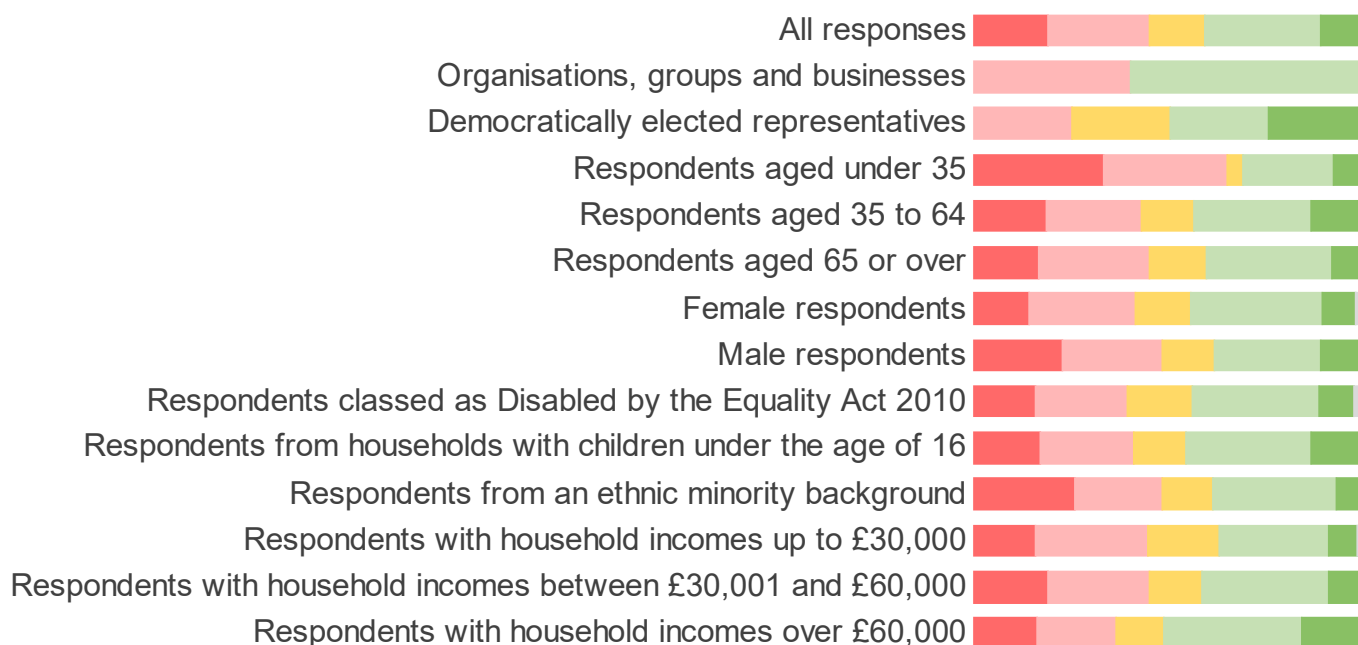 All responses
Organisations, groups and businesses
Democratically elected representatives
Respondents aged under 35
Respondents aged 35 to 64
Respondents aged 65 or over
Female respondents
Male respondents
Respondents classed as Disabled by the Equality Act 2010
Respondents from households with children under the age of 16
Respondents from an ethnic minority background
Respondents with household incomes up to £30,000
Respondents with household incomes between £30,001 and £60,000
Respondents with household incomes over £60,000